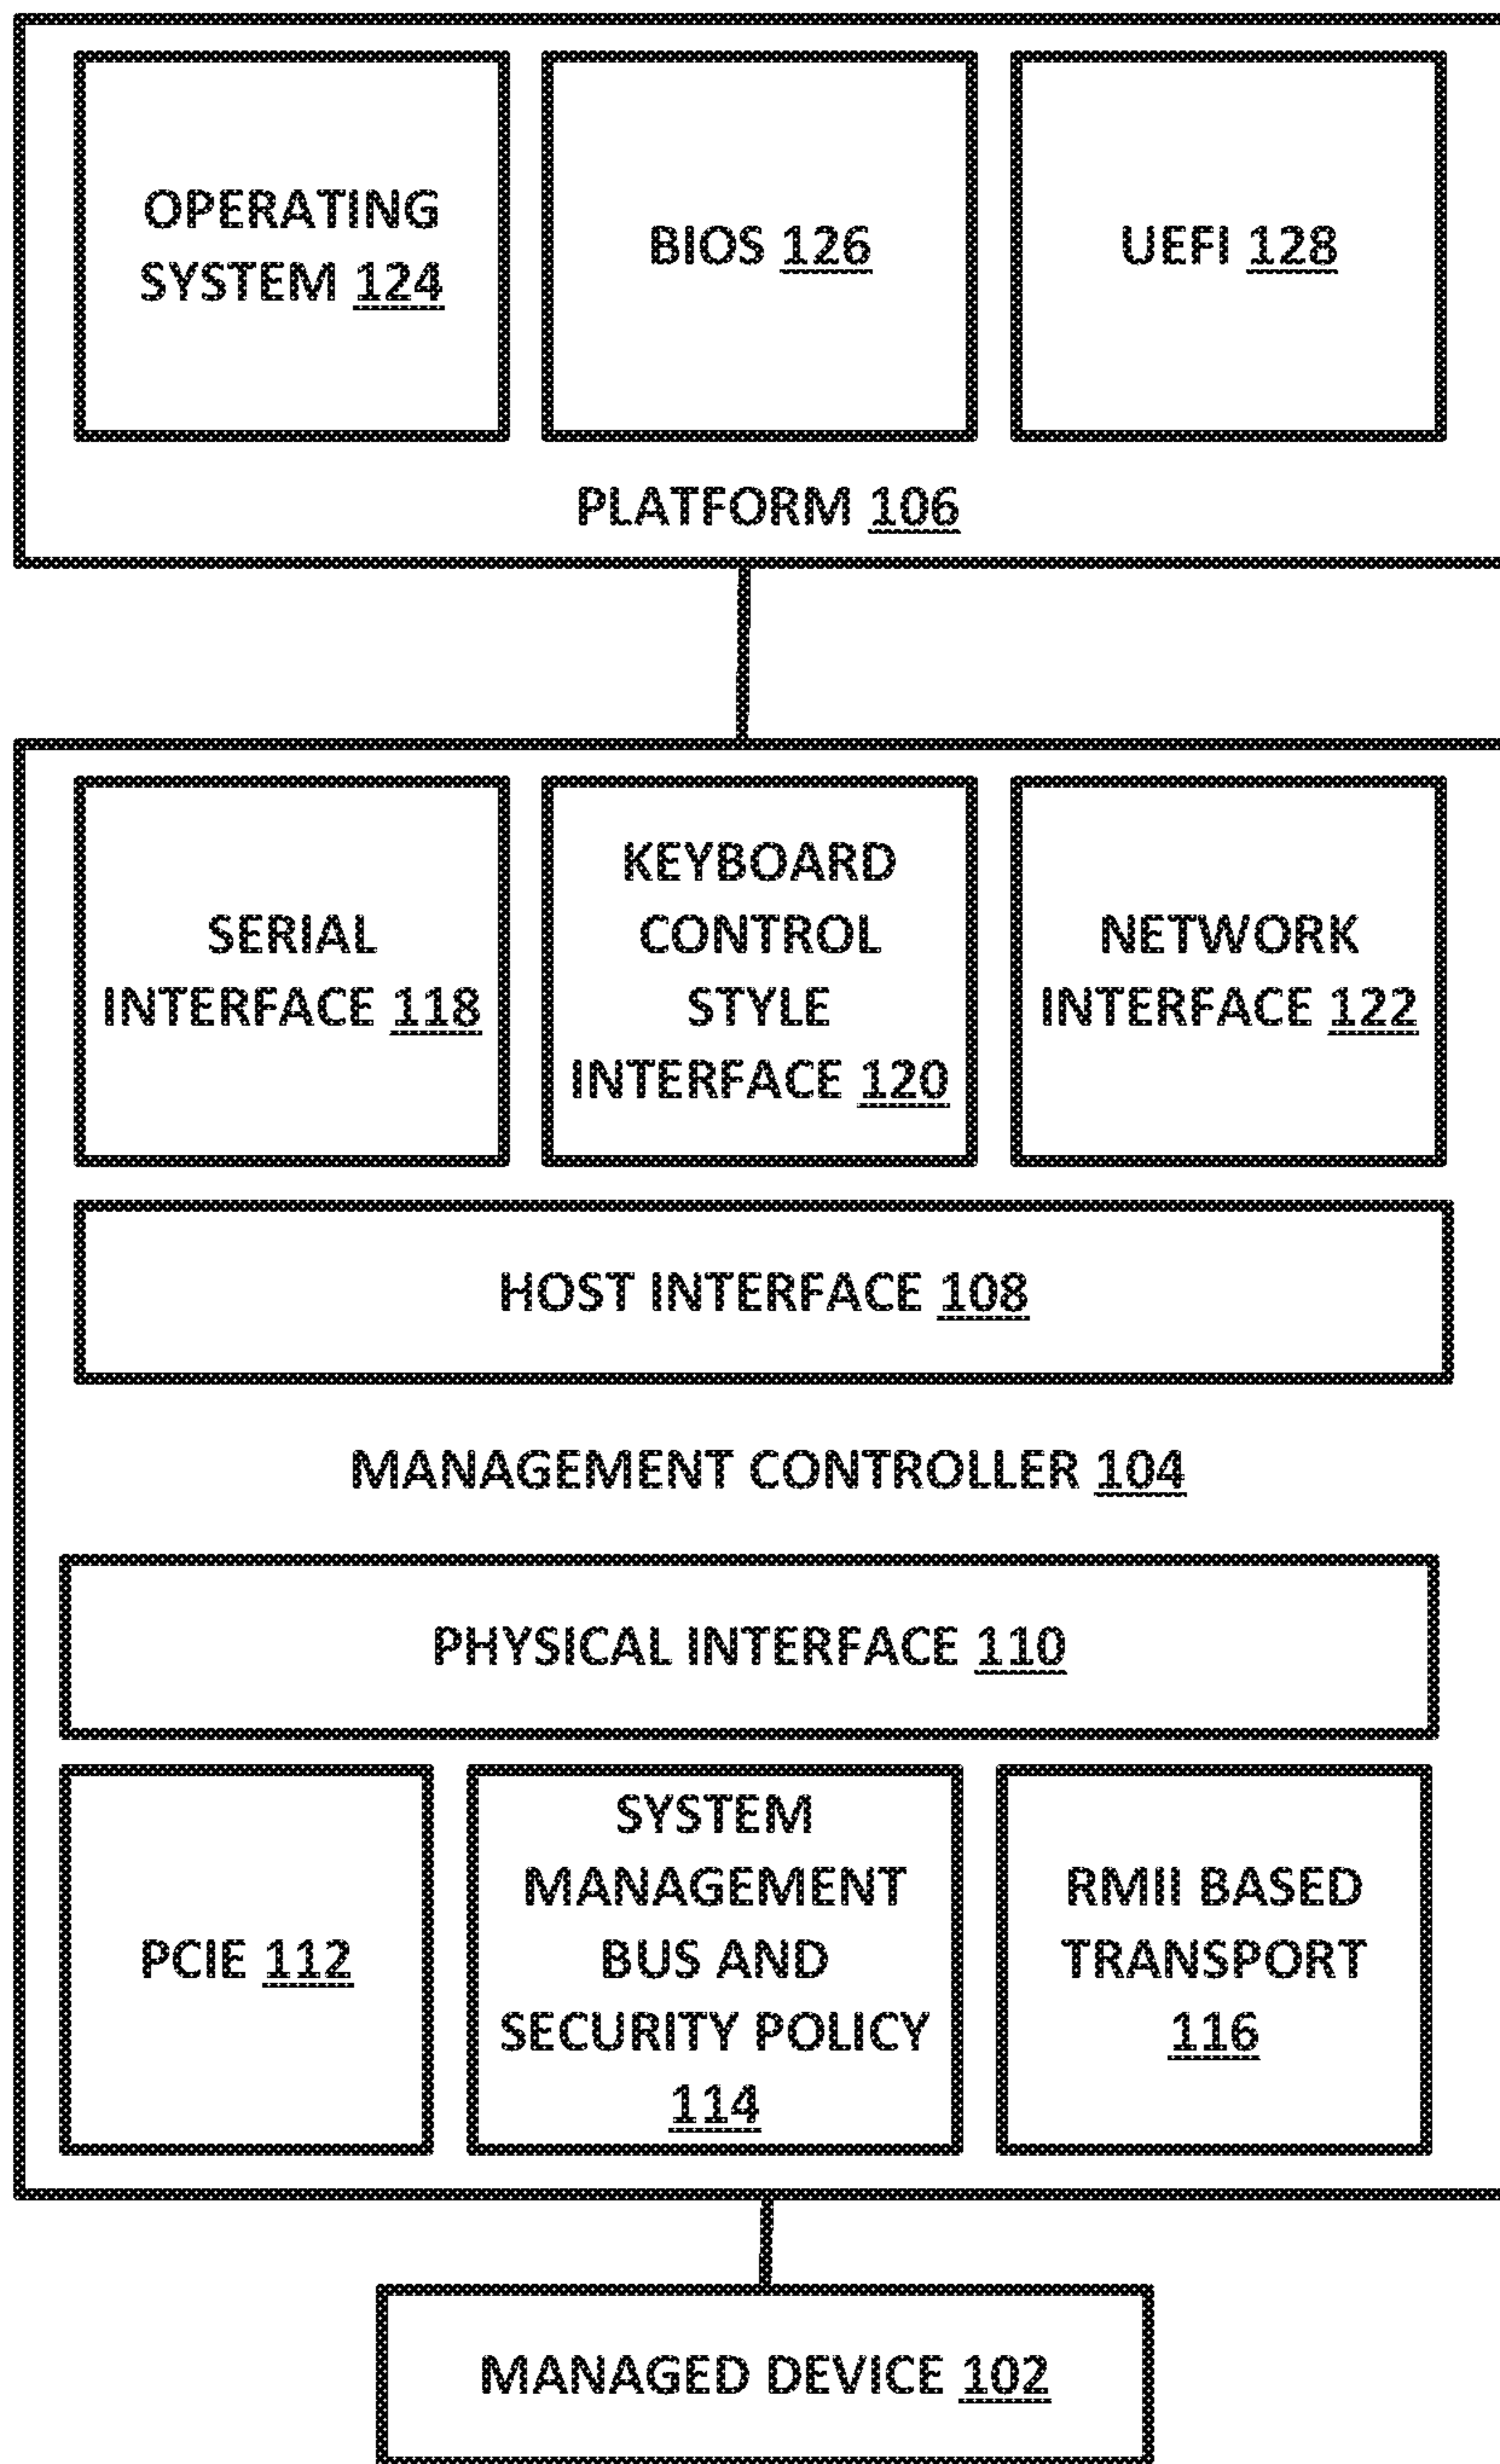 OPERATING
SYSTEM 124
BIOS 126
UEFI 128
PLATFORM 106
SERIAL
INTERFACE 118
KEYBOARD
CONTROL
STYLE
INTERFACE 120
NETWORK
INTERFACE 122
HOST INTERFACE 108
MANAGEMENT CONTROLLER 104
PHYSICAL INTERFACE 110
PCIE 112
SYSTEM
MANAGEMENT
BUS AND
SECURITY POLICY
114
RMII BASED
TRANSPORT
116
MANAGED DEVICE 102